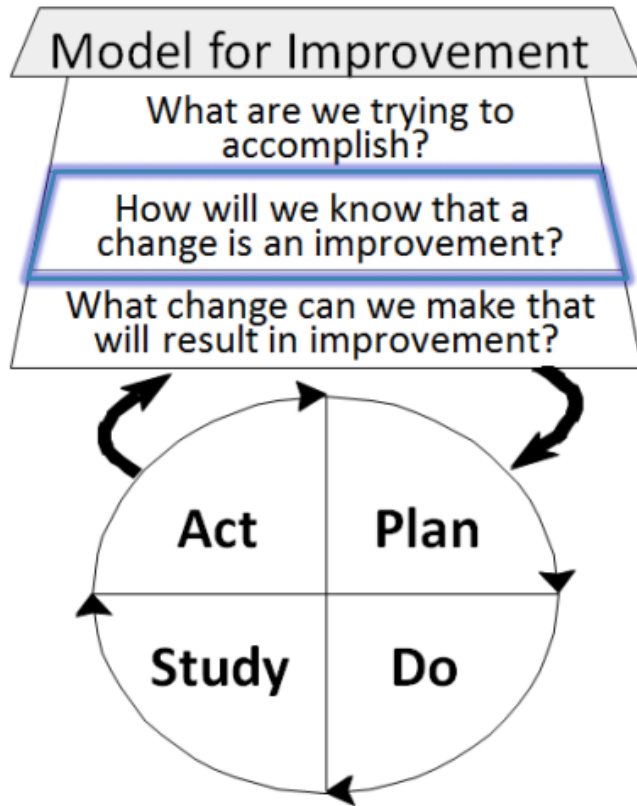 Model for Improvement
What are we trying to
accomplish?
How will we know that a
change is an improvement?
What change can we make that
will result in improvement?
Act
Plan
Study
Do